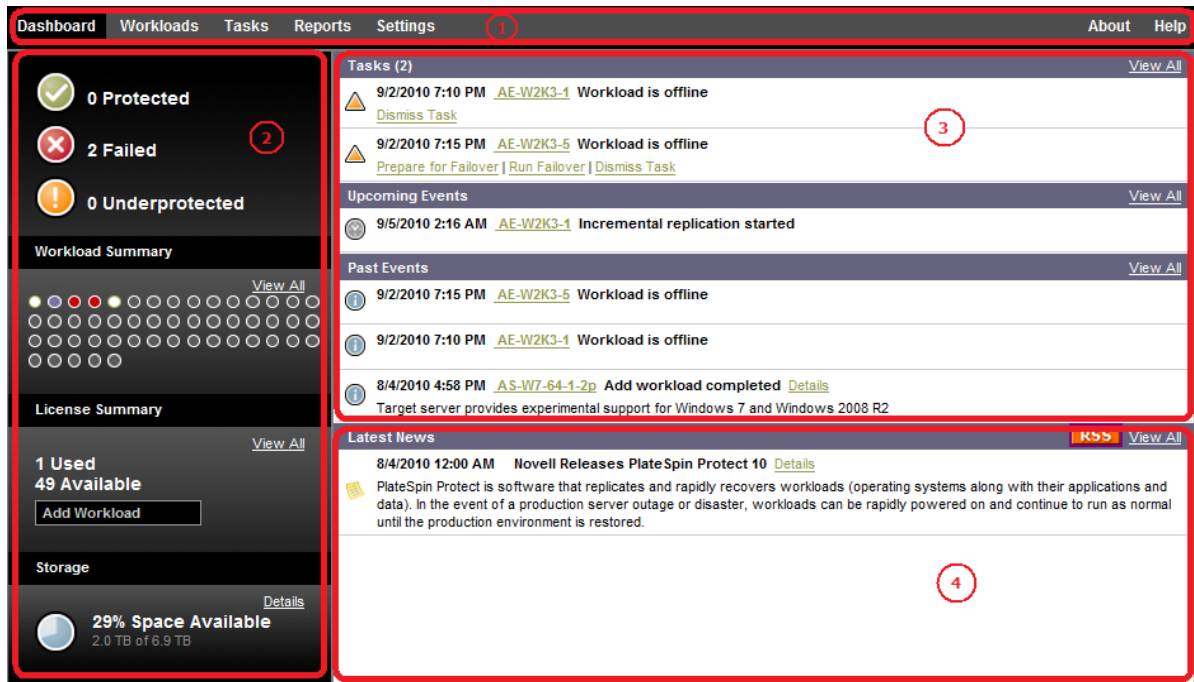 Dashboard Workloads Tasks Reports Settings 1 About Help
0 Protected
2 Failed
2
0 Underprotected
Workload Summary
View All
License Summary
View All
1 Used
49 Available
Add Workload
Storage
Details
29% Space Available
2.0 TB of 6.9 TB
Tasks (2) View All
9/2/2010 7:10 PM AE-W2K3-1 Workload is offline
Dismiss Task
3
9/2/2010 7:15 PM AE-W2K3-5 Workload is offline
Prepare for Failover | Run Failover | Dismiss Task
Upcoming Events View All
9/5/2010 2:16 AM AE-W2K3-1 Incremental replication started
Past Events View All
9/2/2010 7:15 PM AE-W2K3-5 Workload is offline
9/2/2010 7:10 PM AE-W2K3-1 Workload is offline
8/4/2010 4:58 PM AS-W7-64-1-2p Add workload completed Details
Target server provides experimental support for Windows 7 and Windows 2008 R2
Latest News RSS View All
8/4/2010 12:00 AM Novell Releases PlateSpin Protect 10 Details
PlateSpin Protect is software that replicates and rapidly recovers workloads (operating systems along with their applications and
data). In the event of a production server outage or disaster, workloads can be rapidly powered on and continue to run as normal
until the production environment is restored.
4